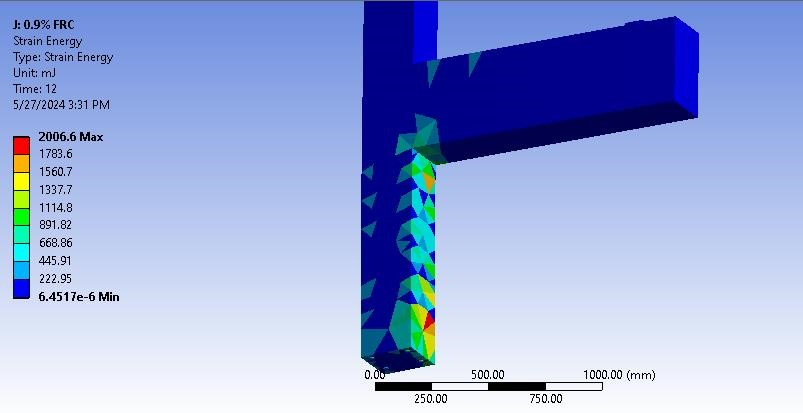 J: 0.9% FRC
Strain Energy
Type: Strain Energy
Unit: mJ
Time: 12
5/27/2024 3:31 PM
2006.6 Max
1783.6
1560.7
1337.7
1114.8
891.82
668.86
445.91
222.95
6.4517e-6 Min
0.00 500.00 1000.00 (mm)
250.00 750.00